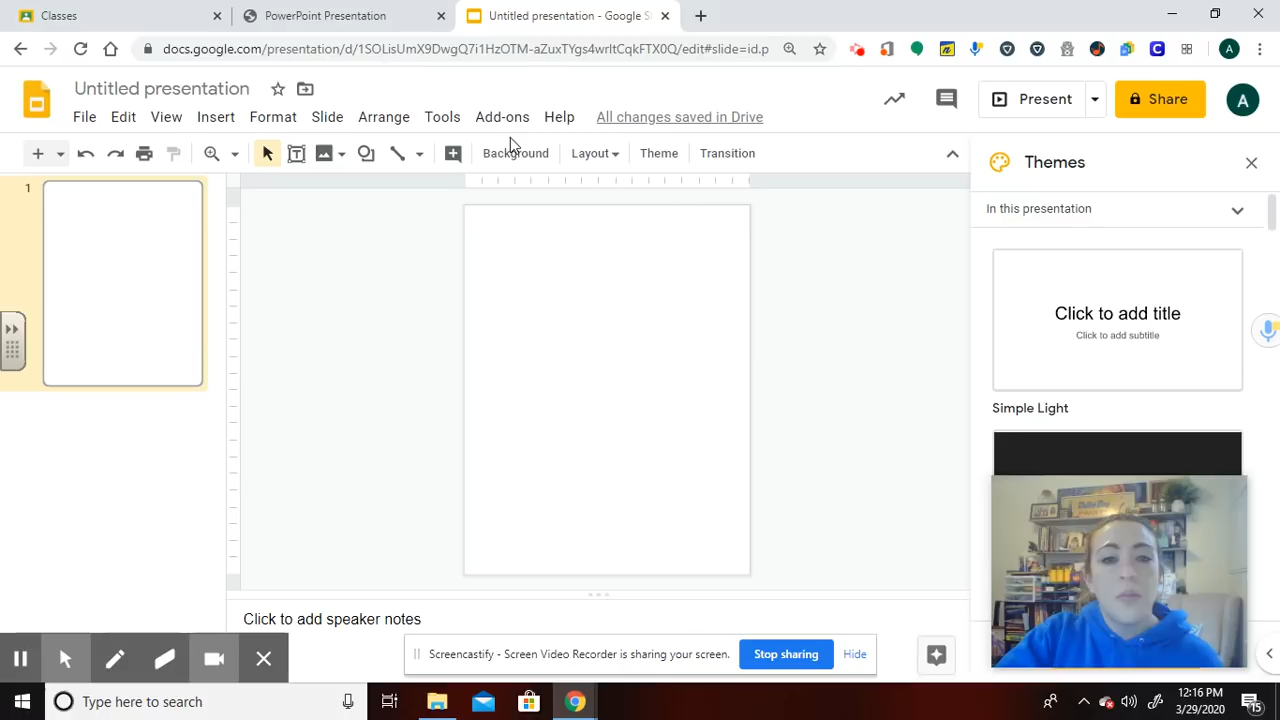 Classes
PowerPoint Presentation
Untitled presentation - Google S
docs.google.com/presentation/d/1SOLisUmX9DwgQ7i1HzOTM-aZuxTYgs4wrltCqkFTX0Q/edit#slide=id.p
A
Untitled presentation
File Edit View Insert Format Slide Arrange Tools Add-ons Help All changes saved in Drive
Present
Share
A
Background Layout Theme Transition
Themes
1
In this presentation
Click to add title
Click to add subtitle
Simple Light
Click to add speaker notes
Screencastify - Screen Video Recorder is sharing your screen.
Stop sharing
Hide
Type here to search
12:16 PM
3/29/2020
15